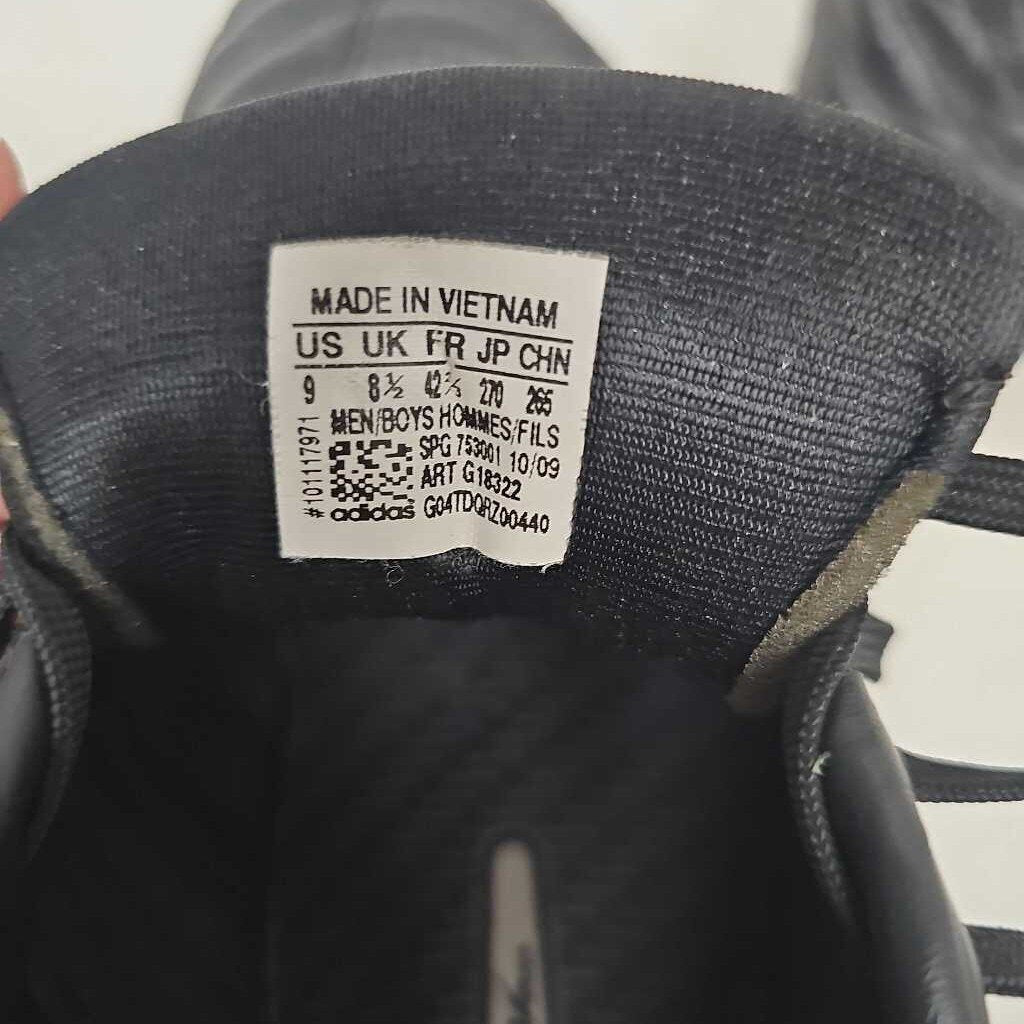 MADE IN VIETNAM
US UK FR JP CHN
9 8½ 42⅔ 270 265
MEN/BOYS HOMMES/FILS
SPG 753001 10/09
ART G18322
adidas G04TDQRZ00440
#101117971